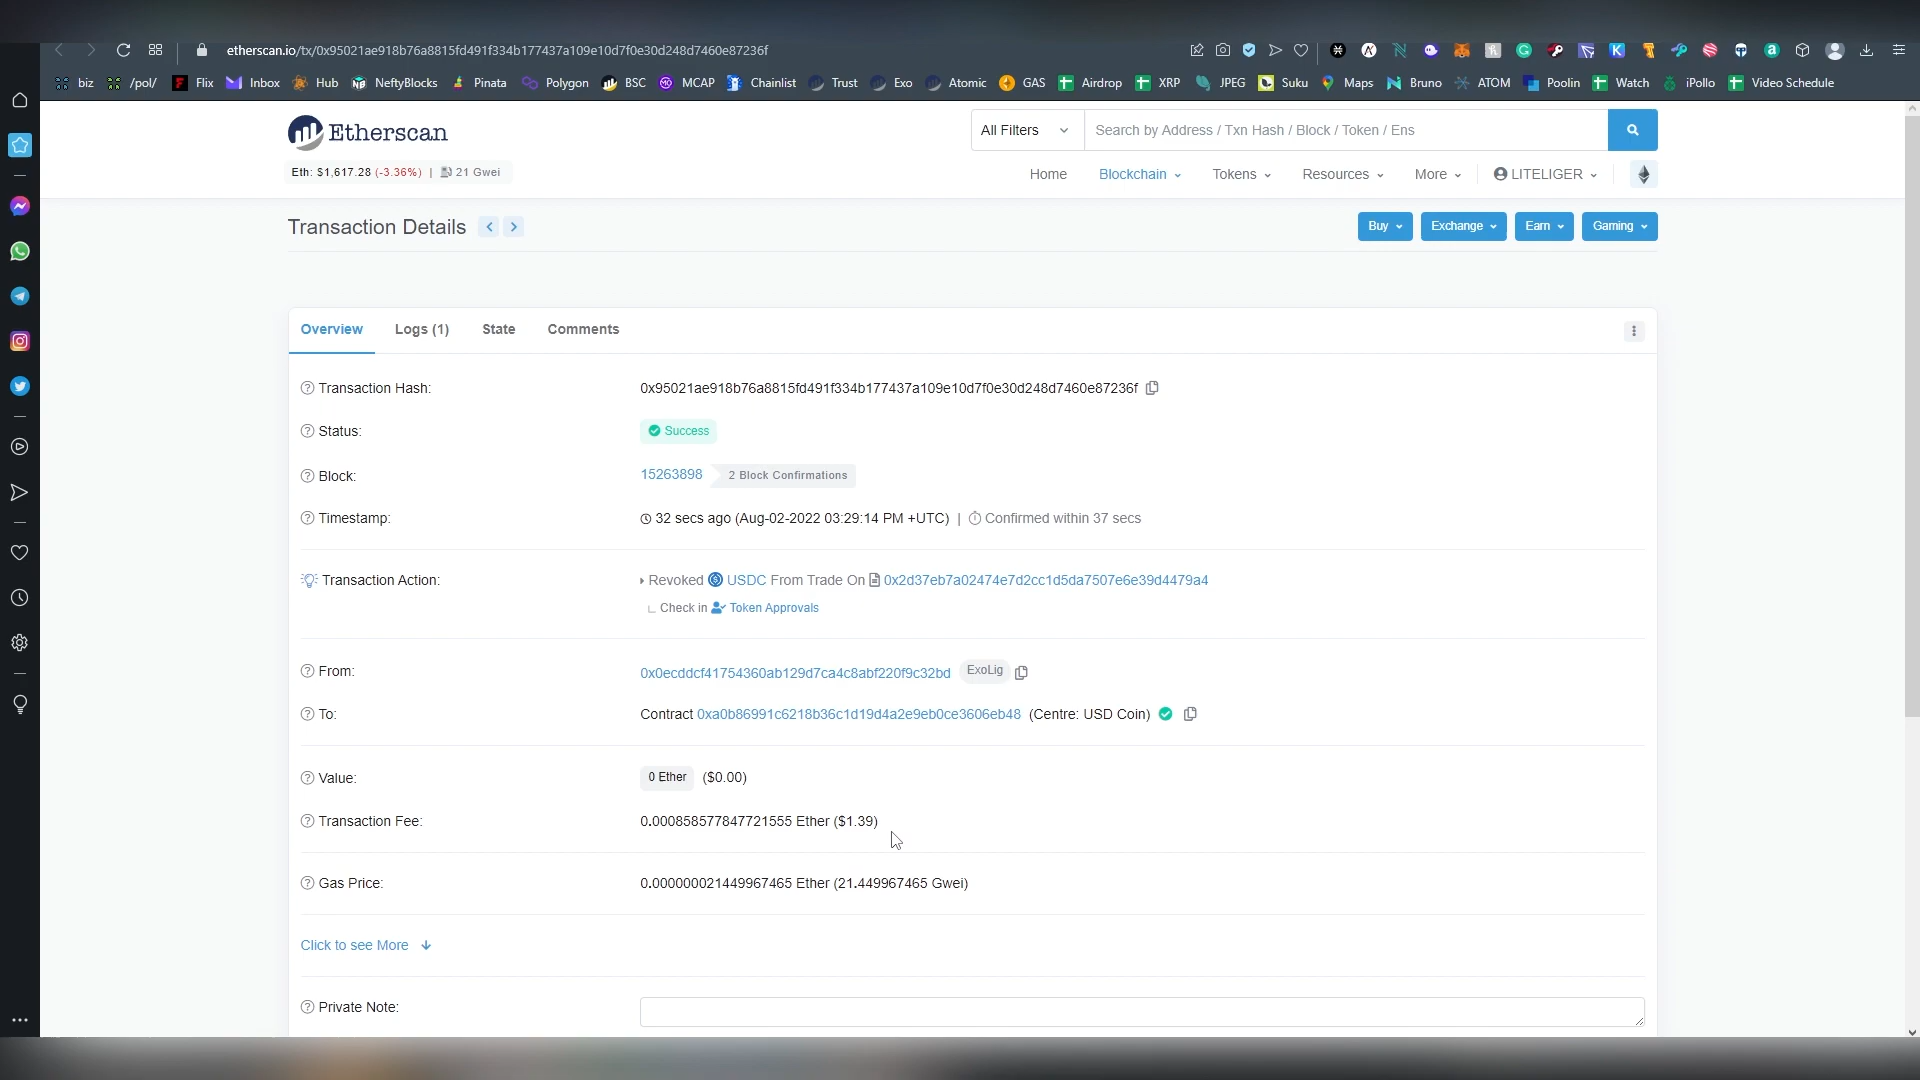 etherscan.io/tx/0x95021ae918b76a8815fd491f334b177437a109e10d7f0e30d248d7460e87236f
biz /pol/ Flix Inbox Hub NeftyBlocks Pinata Polygon BSC MCAP Chainlist Trust Exo Atomic GAS Airdrop XRP JPEG Suku Maps Bruno ATOM Poolin Watch iPollo Video Schedule
Etherscan
All Filters Search by Address / Txn Hash / Block / Token / Ens
Eth: $1,617.28 (-3.36%) | 21 Gwei
Home Blockchain Tokens Resources More LITELIGER
Transaction Details
Buy Exchange Earn Gaming
Overview Logs (1) State Comments
Transaction Hash: 0x95021ae918b76a8815fd491f334b177437a109e10d7f0e30d248d7460e87236f
Status: Success
Block: 15263898 2 Block Confirmations
Timestamp: 32 secs ago (Aug-02-2022 03:29:14 PM +UTC) | Confirmed within 37 secs
Transaction Action: Revoked USDC From Trade On 0x2d37eb7a02474e7d2cc1d5da7507e6e39d4479a4
Check in Token Approvals
From: 0x0ecddcf41754360ab129d7ca4c8abf220f9c32bd ExoLig
To: Contract 0xa0b86991c6218b36c1d19d4a2e9eb0ce3606eb48 (Centre: USD Coin)
Value: 0 Ether ($0.00)
Transaction Fee: 0.000858577847721555 Ether ($1.39)
Gas Price: 0.000000021449967465 Ether (21.449967465 Gwei)
Click to see More
Private Note: